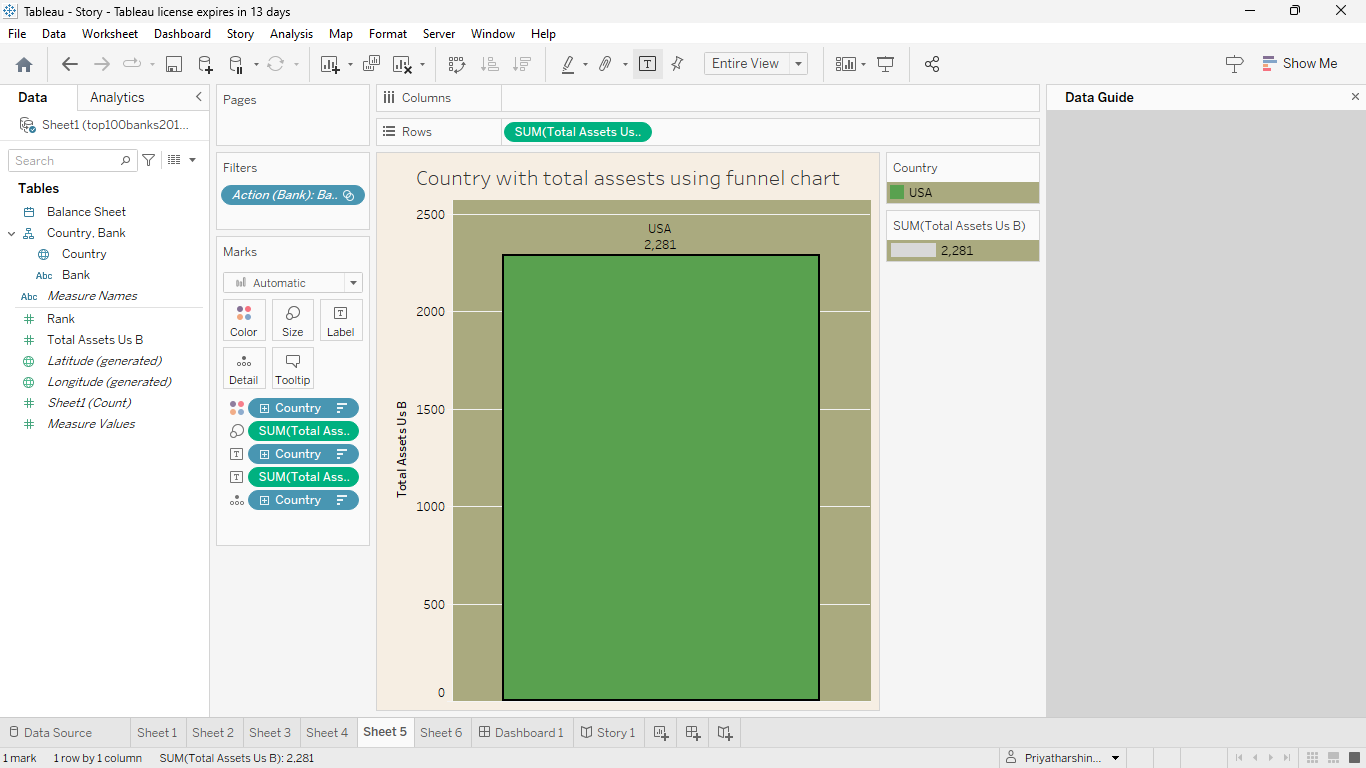 Tableau - Story - Tableau license expires in 13 days
File Data Worksheet Dashboard Story Analysis Map Format Server Window Help
Entire View
Show Me
Data Analytics
Sheet1 (top100banks201...
Search
Tables
Balance Sheet
Country, Bank
Country
Abc Bank
Abc Measure Names
Rank
Total Assets Us B
Latitude (generated)
Longitude (generated)
Sheet1 (Count)
Measure Values
Pages
Filters
Action (Bank): Ba..
Marks
Automatic
Color Size Label
Detail Tooltip
Country
SUM(Total Ass..
Country
SUM(Total Ass..
Country
Columns
Rows SUM(Total Assets Us..
Country with total assests using funnel chart
Total Assets Us B
2500
2000
1500
1000
500
0
USA
2,281
Country
USA
SUM(Total Assets Us B)
2,281
Data Guide
Data Source Sheet 1 Sheet 2 Sheet 3 Sheet 4 Sheet 5 Sheet 6 Dashboard 1 Story 1
1 mark 1 row by 1 column SUM(Total Assets Us B): 2,281
Priyatharshin...